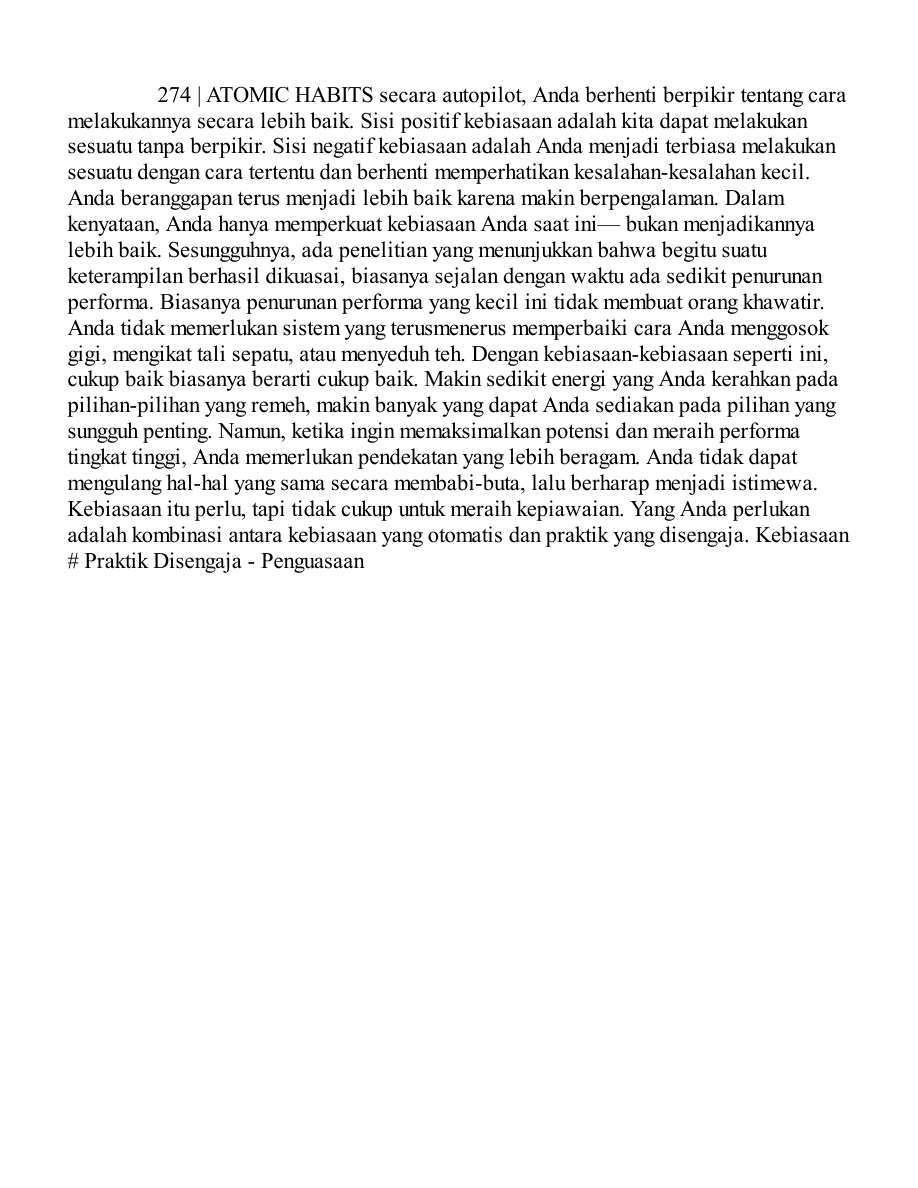 274 | ATOMIC HABITS secara autopilot, Anda berhenti berpikir tentang cara
melakukannya secara lebih baik. Sisi positif kebiasaan adalah kita dapat melakukan
sesuatu tanpa berpikir. Sisi negatif kebiasaan adalah Anda menjadi terbiasa melakukan
sesuatu dengan cara tertentu dan berhenti memperhatikan kesalahan-kesalahan kecil.
Anda beranggapan terus menjadi lebih baik karena makin berpengalaman. Dalam
kenyataan, Anda hanya memperkuat kebiasaan Anda saat ini— bukan menjadikannya
lebih baik. Sesungguhnya, ada penelitian yang menunjukkan bahwa begitu suatu
keterampilan berhasil dikuasai, biasanya sejalan dengan waktu ada sedikit penurunan
performa. Biasanya penurunan performa yang kecil ini tidak membuat orang khawatir.
Anda tidak memerlukan sistem yang terusmenerus memperbaiki cara Anda menggosok
gigi, mengikat tali sepatu, atau menyeduh teh. Dengan kebiasaan-kebiasaan seperti ini,
cukup baik biasanya berarti cukup baik. Makin sedikit energi yang Anda kerahkan pada
pilihan-pilihan yang remeh, makin banyak yang dapat Anda sediakan pada pilihan yang
sungguh penting. Namun, ketika ingin memaksimalkan potensi dan meraih performa
tingkat tinggi, Anda memerlukan pendekatan yang lebih beragam. Anda tidak dapat
mengulang hal-hal yang sama secara membabi-buta, lalu berharap menjadi istimewa.
Kebiasaan itu perlu, tapi tidak cukup untuk meraih kepiawaian. Yang Anda perlukan
adalah kombinasi antara kebiasaan yang otomatis dan praktik yang disengaja. Kebiasaan
# Praktik Disengaja - Penguasaan